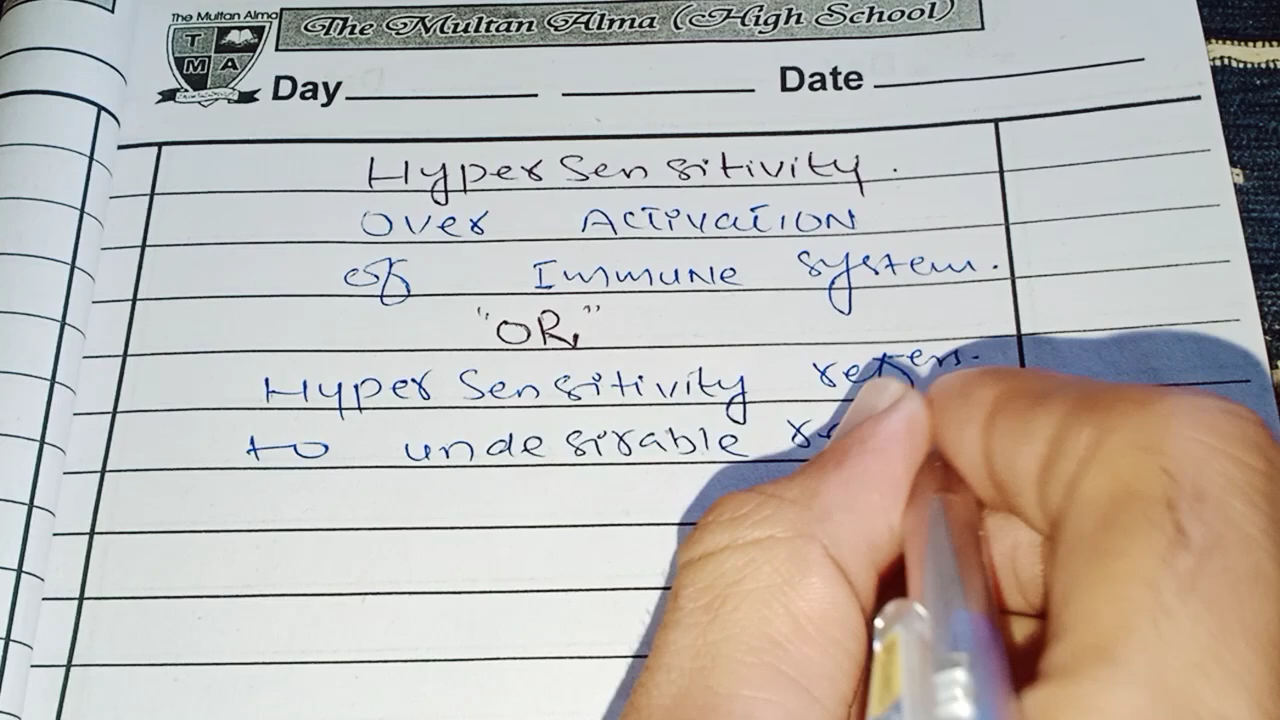 The Multan Alma
The Multan Alma (High School)
T
M A
Day Date
Hyper Sensitivity.
Over Activation
of Immune system.
"OR,"
Hyper Sensitivity refers.
to undesirable